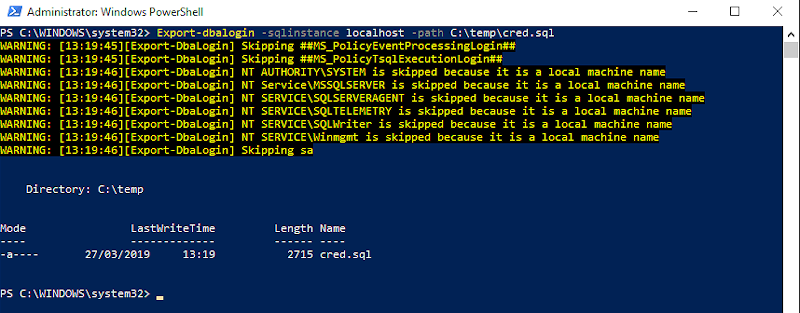 Administrator: Windows PowerShell
PS C:\WINDOWS\system32> Export-dbalogin -sqlinstance localhost -path C:\temp\cred.sql
WARNING: [13:19:45][Export-DbaLogin] Skipping ##MS_PolicyEventProcessingLogin##
WARNING: [13:19:45][Export-DbaLogin] Skipping ##MS_PolicyTsqlExecutionLogin##
WARNING: [13:19:46][Export-DbaLogin] NT AUTHORITY\SYSTEM is skipped because it is a local machine name
WARNING: [13:19:46][Export-DbaLogin] NT Service\MSSQLSERVER is skipped because it is a local machine name
WARNING: [13:19:46][Export-DbaLogin] NT SERVICE\SQLSERVERAGENT is skipped because it is a local machine name
WARNING: [13:19:46][Export-DbaLogin] NT SERVICE\SQLTELEMETRY is skipped because it is a local machine name
WARNING: [13:19:46][Export-DbaLogin] NT SERVICE\SQLWriter is skipped because it is a local machine name
WARNING: [13:19:46][Export-DbaLogin] NT SERVICE\Winmgmt is skipped because it is a local machine name
WARNING: [13:19:46][Export-DbaLogin] Skipping sa
Directory: C:\temp
Mode LastWriteTime Length Name
---- ------------- ------ ----
-a---- 27/03/2019 13:19 2715 cred.sql
PS C:\WINDOWS\system32>